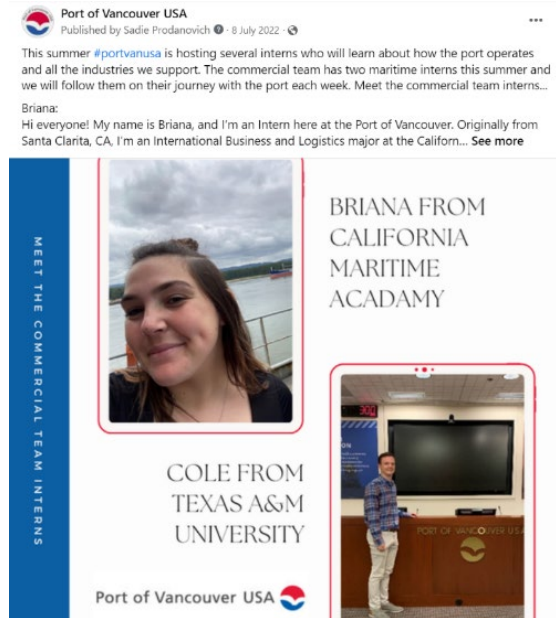 Port of Vancouver USA
Published by Sadie Prodanovich · 8 July 2022 ·
This summer #portvanusa is hosting several interns who will learn about how the port operates
and all the industries we support. The commercial team has two maritime interns this summer and
we will follow them on their journey with the port each week. Meet the commercial team interns...
Briana:
Hi everyone! My name is Briana, and I'm an Intern here at the Port of Vancouver. Originally from
Santa Clarita, CA, I'm an International Business and Logistics major at the Californ... See more
MEET THE COMMERCIAL TEAM INTERNS
BRIANA FROM
CALIFORNIA
MARITIME
ACADAMY
COLE FROM
TEXAS A&M
UNIVERSITY
PORT OF VANCOUVER USA
Port of Vancouver USA